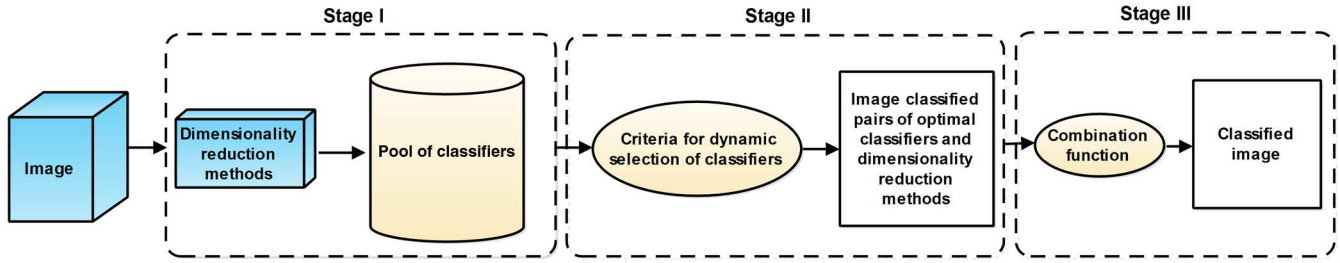 Stage I
Stage II
Stage III
Image
Dimensionality
reduction
methods
Pool of classifiers
Criteria for dynamic
selection of classifiers
Image classified
pairs of optimal
classifiers and
dimensionality
reduction
methods
Combination
function
Classified
image